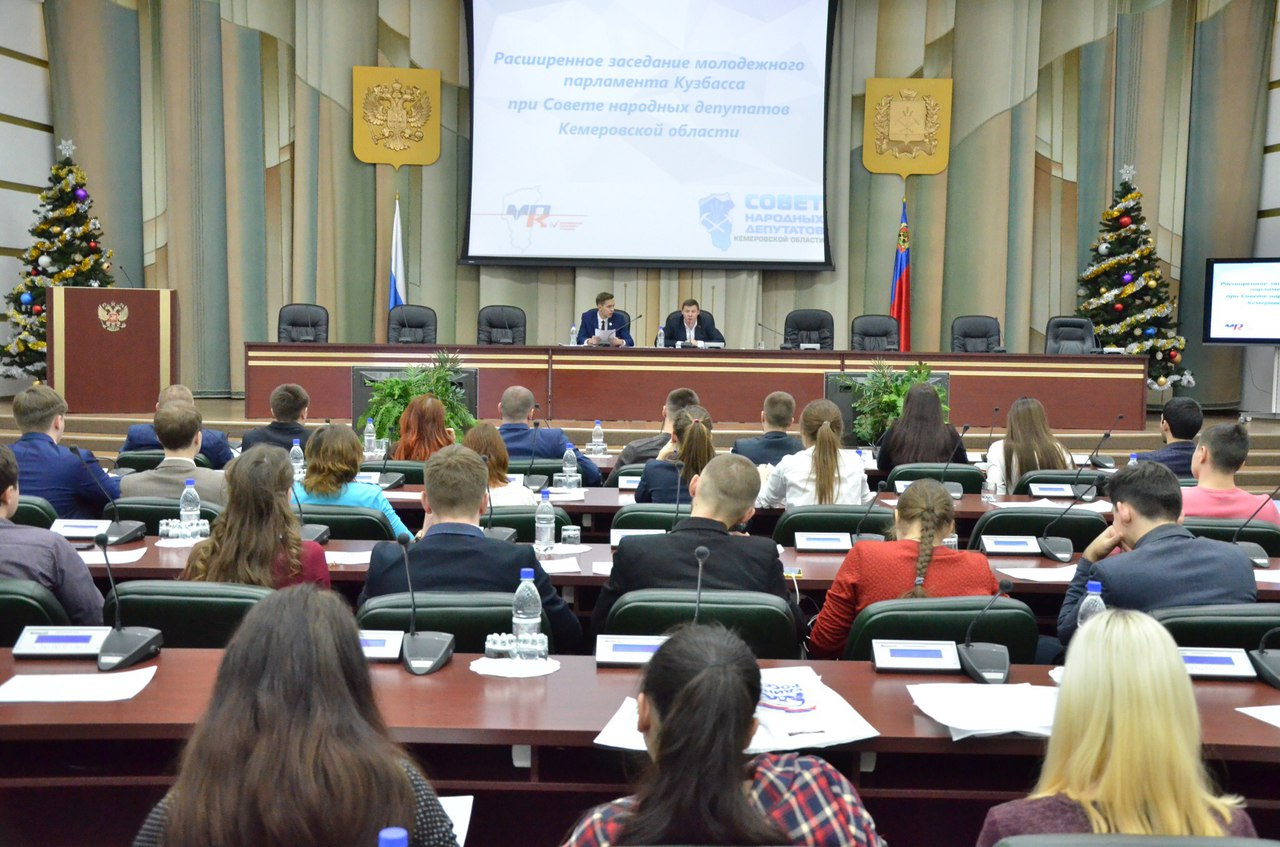 Расширенное заседание молодежного
парламента Кузбасса
при Совете народных депутатов
Кемеровской области
СОВЕТ
НАРОДНЫХ
ДЕПУТАТОВ
КЕМЕРОВСКОЙ ОБЛАСТИ